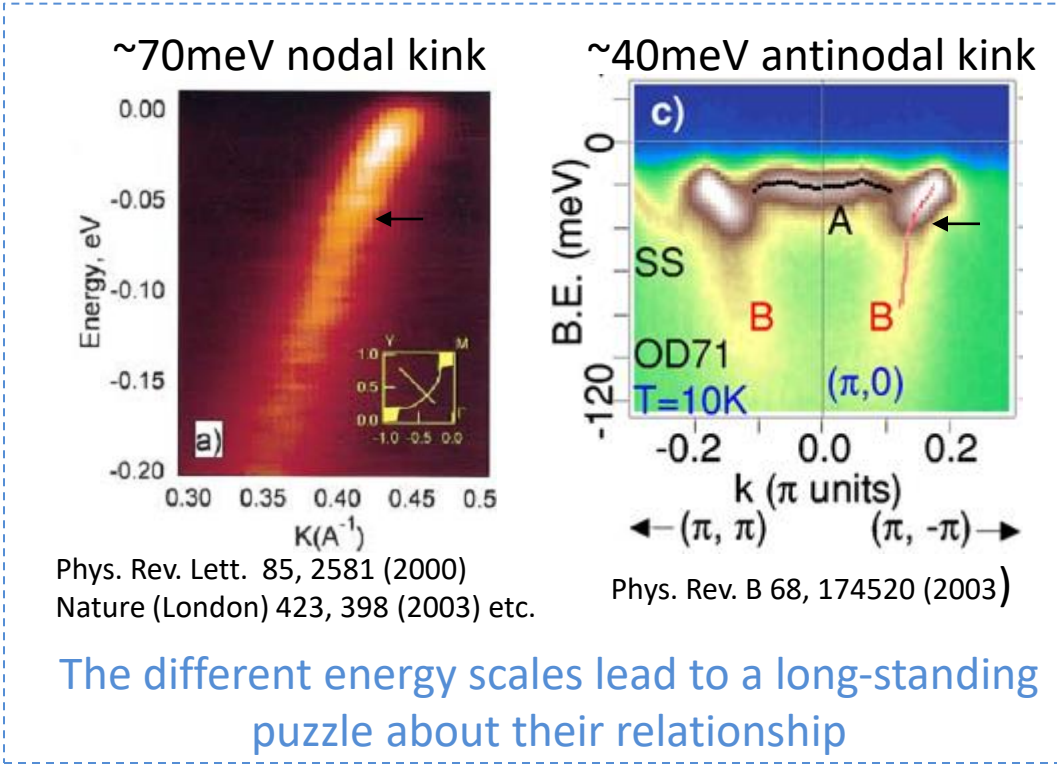 ~70meV nodal kink
~40meV antinodal kink
0.00
-0.05
-0.10
-0.15
-0.20
Energy, eV
a)
Y
M
Γ
1.0
0.5
0.0
-1.0 -0.5 0.0
0.30 0.35 0.40 0.45 0.5
K(A⁻¹)
c)
0
-120
B.E. (meV)
A
SS
B
B
OD71
T=10K
(π,0)
-0.2 0.0 0.2
k (π units)
(π, π)
(π, -π)
Phys. Rev. Lett. 85, 2581 (2000)
Nature (London) 423, 398 (2003) etc.
Phys. Rev. B 68, 174520 (2003)
The different energy scales lead to a long-standing
puzzle about their relationship